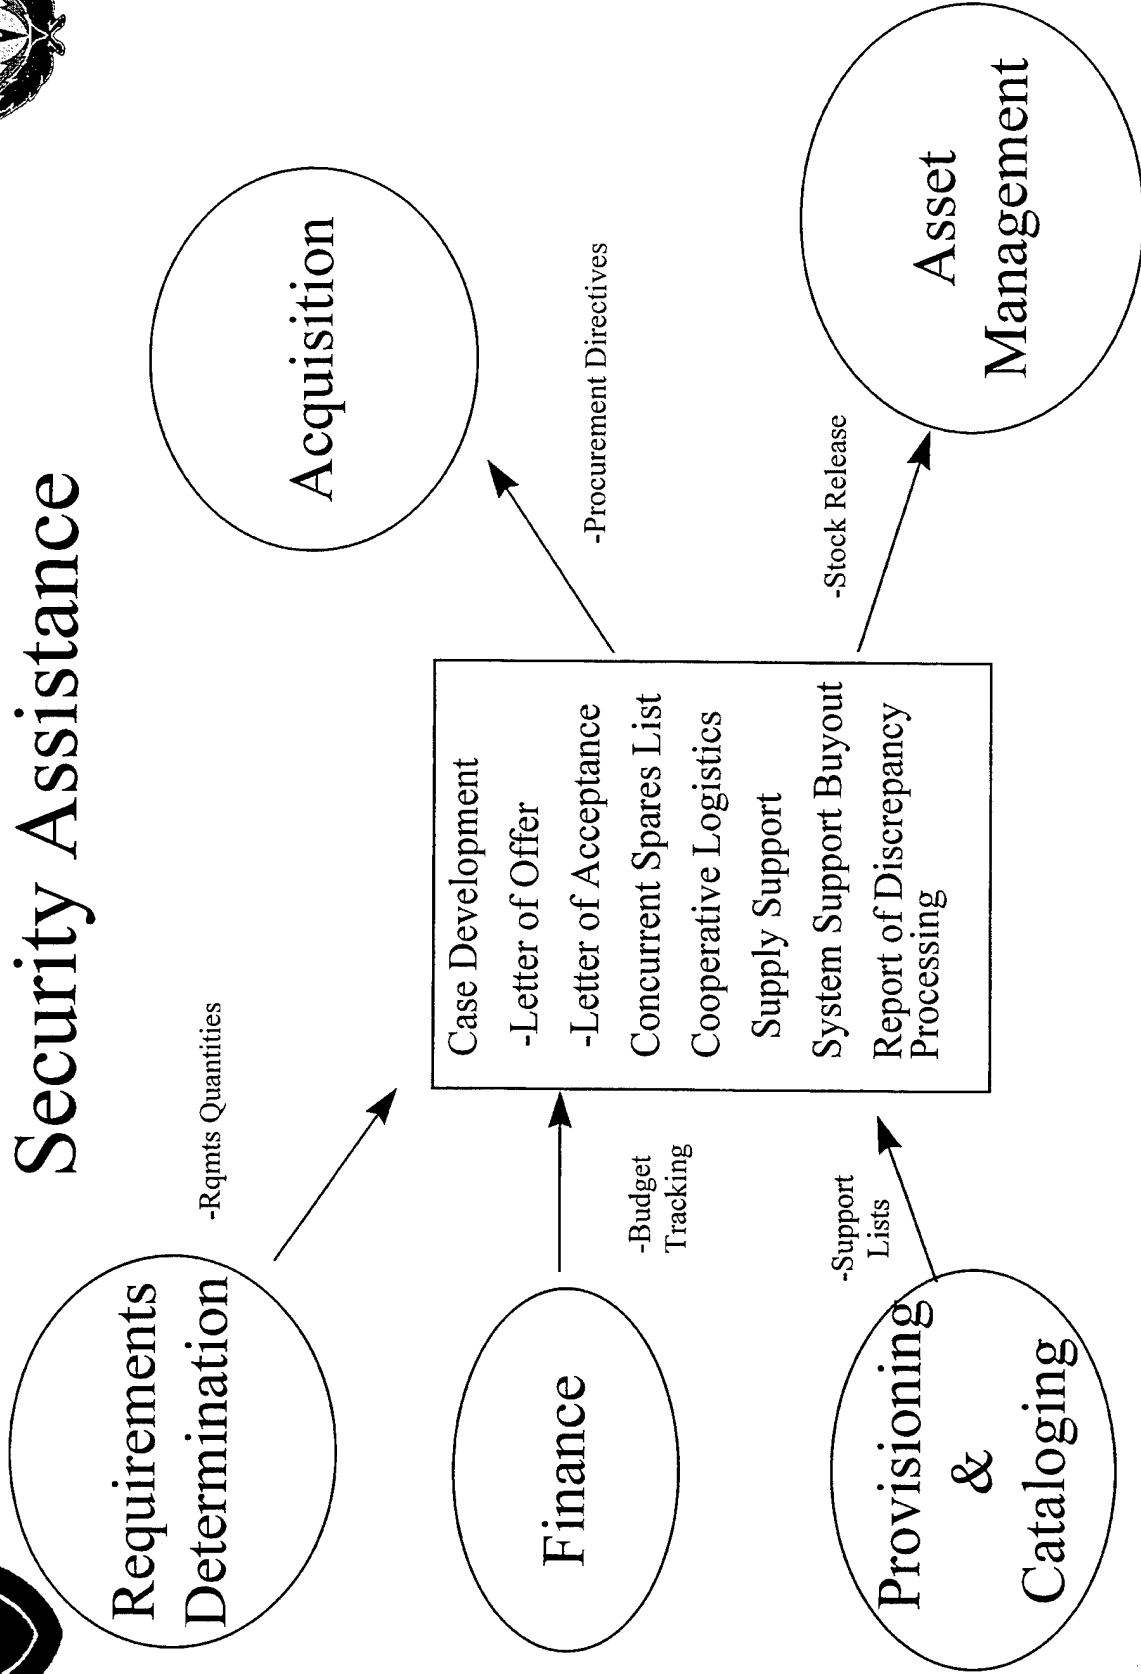 Security Assistance
Requirements
Determination
-Rqmts Quantities
Finance
-Budget
Tracking
Provisioning
&
Cataloging
-Support
Lists
Case Development
-Letter of Offer
-Letter of Acceptance
Concurrent Spares List
Cooperative Logistics
Supply Support
System Support Buyout
Report of Discrepancy
Processing
Acquisition
-Procurement Directives
-Stock Release
Asset
Management